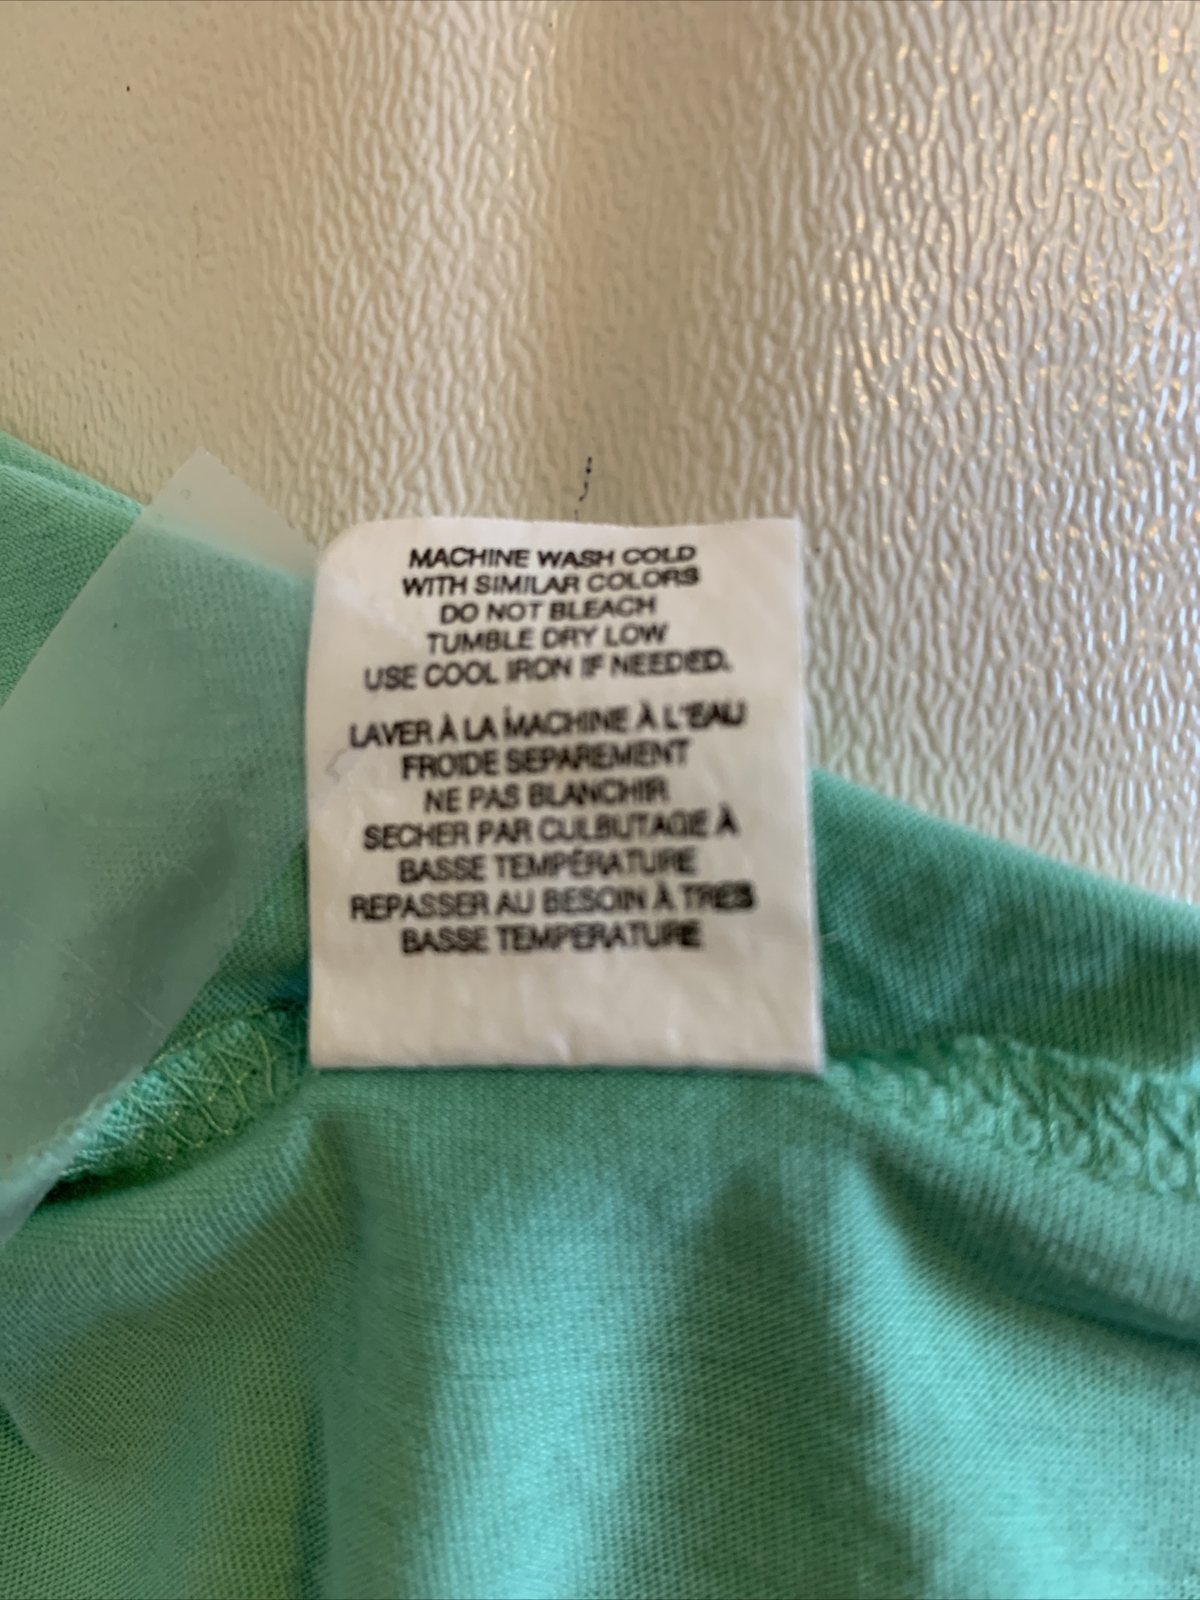 MACHINE WASH COLD
WITH SIMILAR COLORS
DO NOT BLEACH
TUMBLE DRY LOW
USE COOL IRON IF NEEDED.
LAVER À LA MACHINE À L'EAU
FROIDE SEPAREMENT
NE PAS BLANCHIR
SECHER PAR CULBUTAGE À
BASSE TEMPÉRATURE
REPASSER AU BESOIN À TRES
BASSE TEMPERATURE